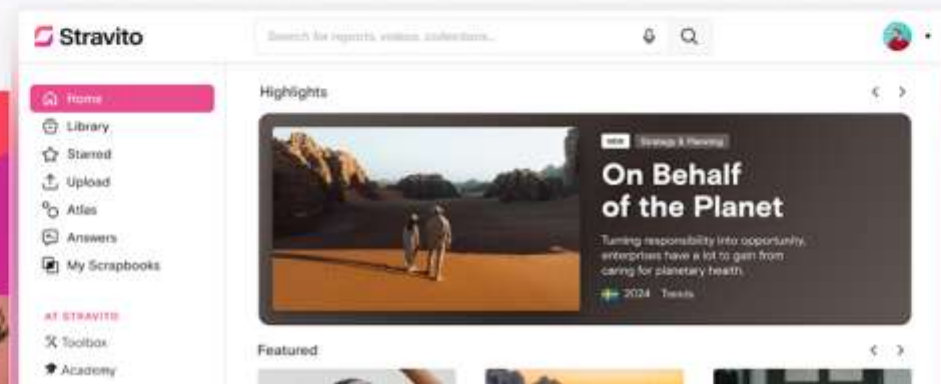 Stravito
Search for reports, videos, collections...
Home
Library
Starred
Upload
Atlas
Answers
My Scrapbooks
AT STRAVITO
Toolbox
Academy
Highlights
NEW Strategy & Planning
On Behalf
of the Planet
Turning responsibility into opportunity,
enterprises have a lot to gain from
caring for planetary health.
2024 Trends
Featured